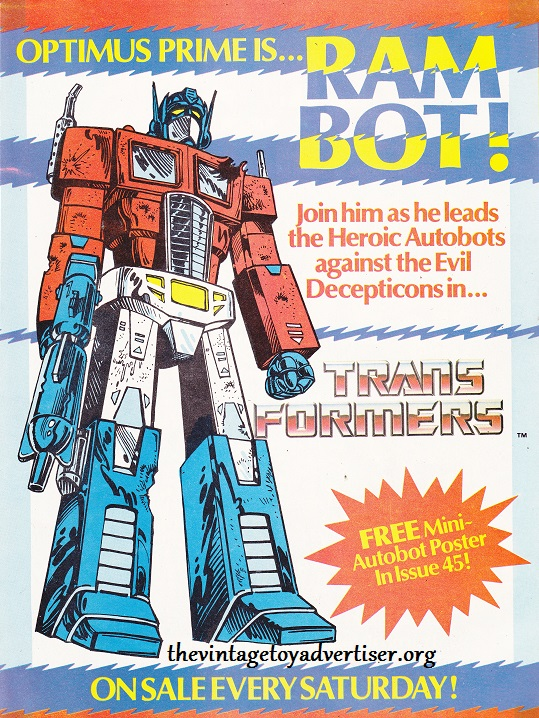 OPTIMUS PRIME IS...
RAM
BOT!
Join him as he leads
the Heroic Autobots
against the Evil
Decepticons in...
TRANS
FORMERS
™
FREE Mini-
Autobot Poster
In Issue 45!
thevintagetoyadvertiser.org
ON SALE EVERY SATURDAY!